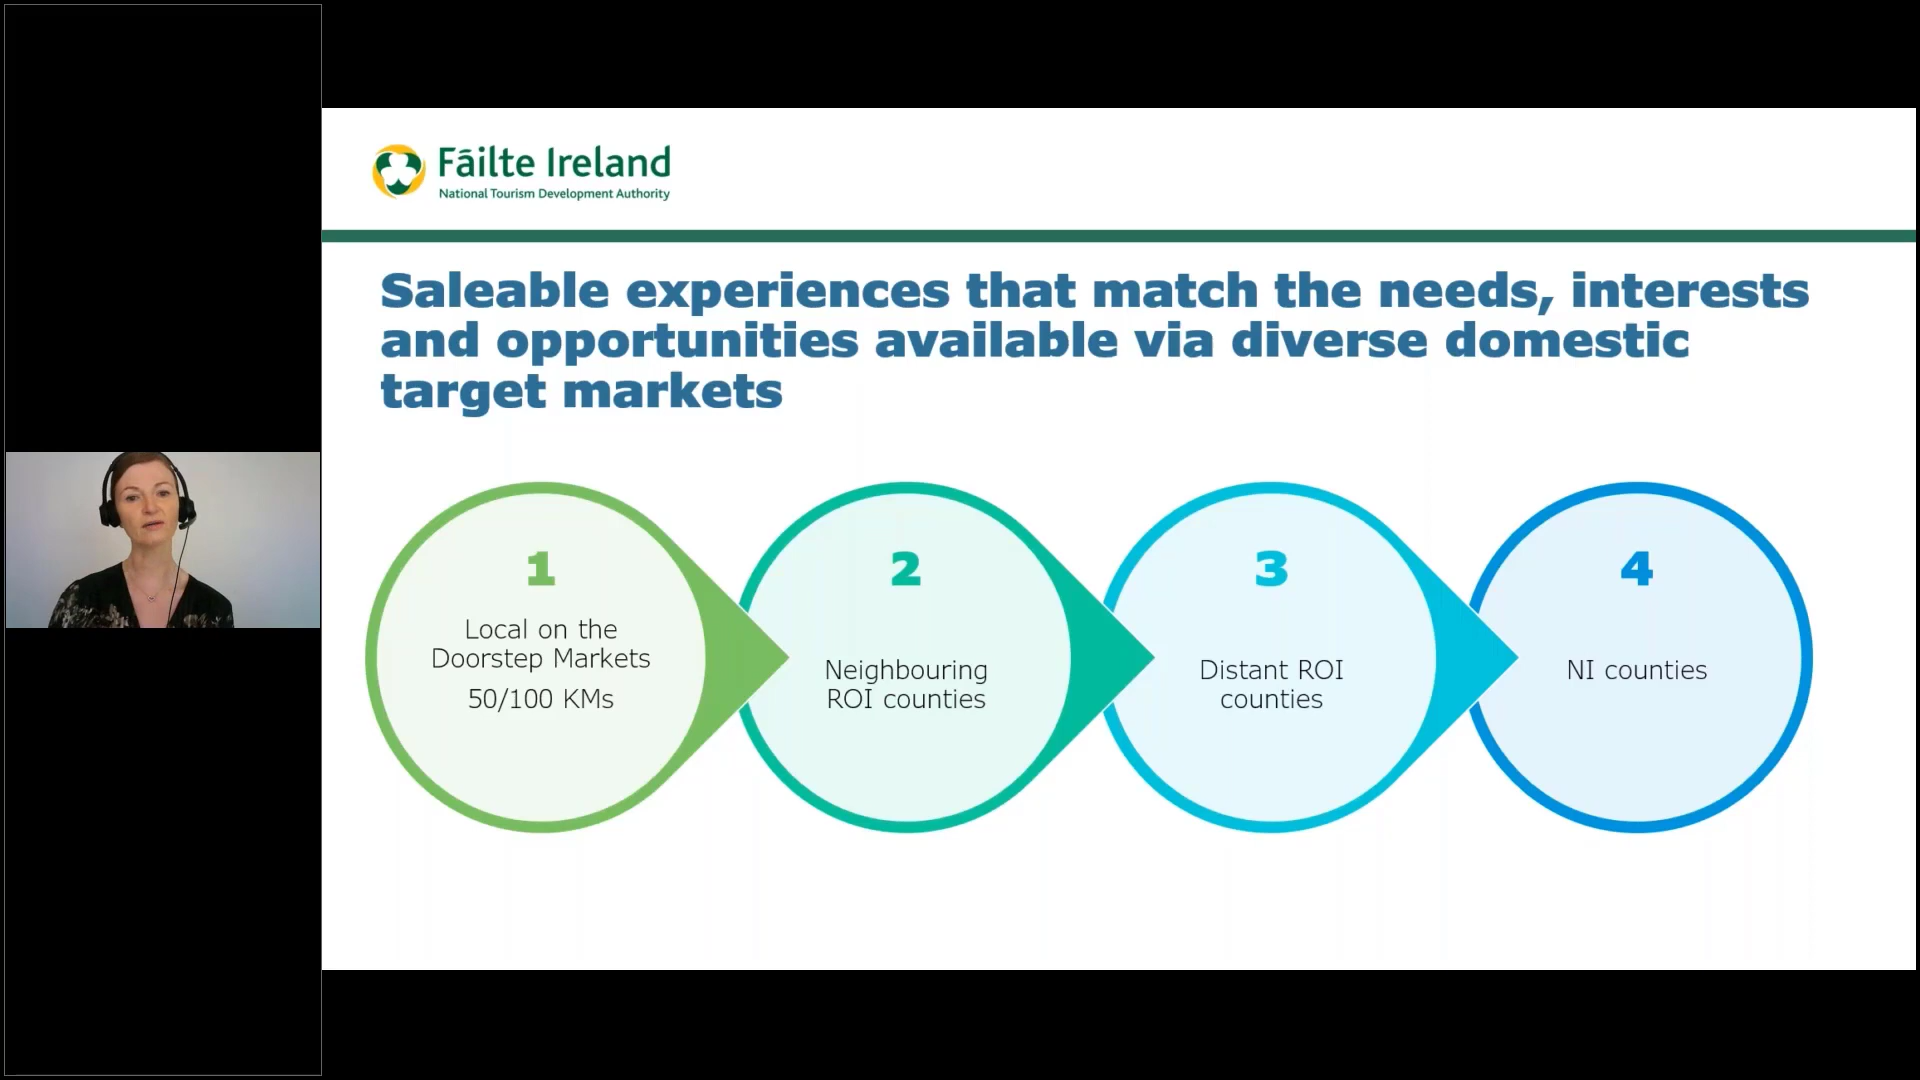 Fáilte Ireland
National Tourism Development Authority
Saleable experiences that match the needs, interests
and opportunities available via diverse domestic
target markets
1
Local on the
Doorstep Markets
50/100 KMs
2
Neighbouring
ROI counties
3
Distant ROI
counties
4
NI counties